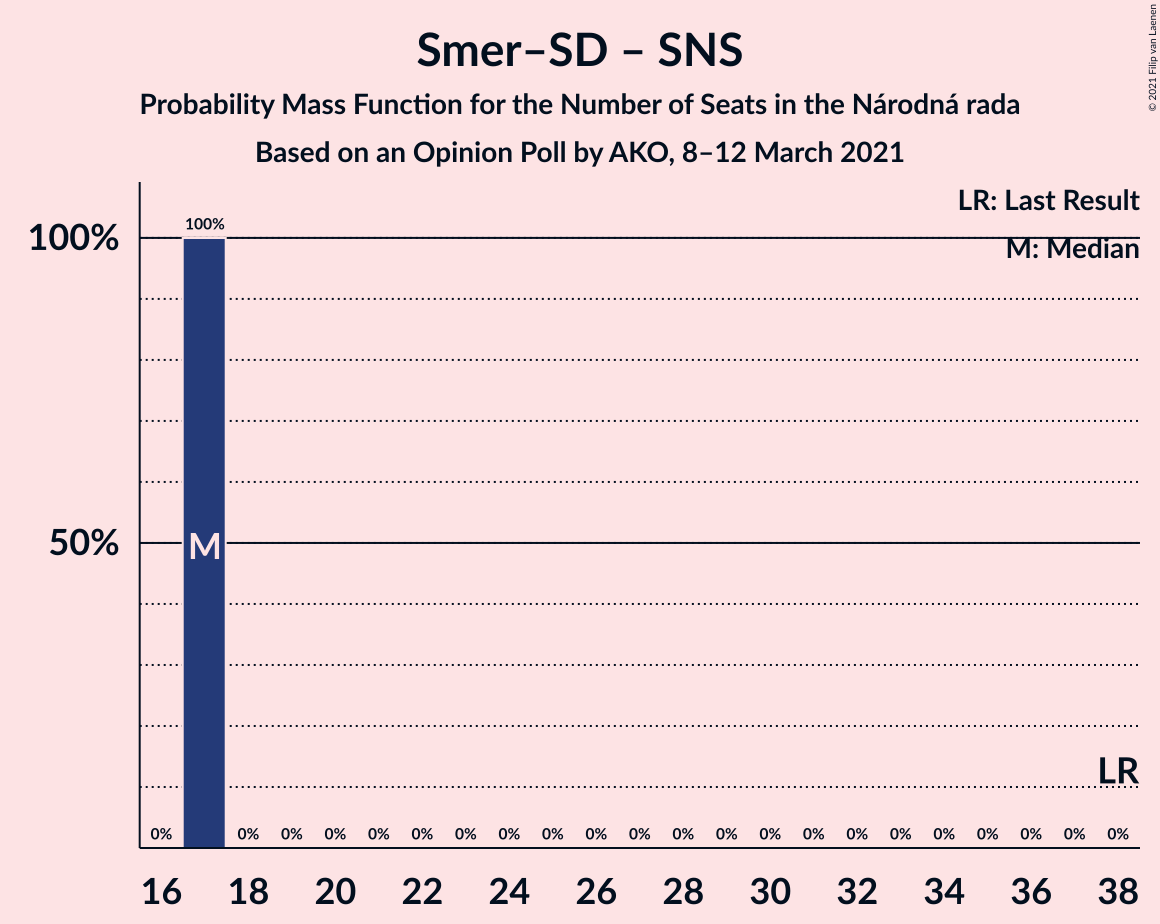 Smer–SD – SNS
Probability Mass Function for the Number of Seats in the Národná rada
Based on an Opinion Poll by AKO, 8–12 March 2021
© 2021 Filip van Laenen
LR: Last Result
M: Median
100%
100%
50%
M
LR
0% 0% 0% 0% 0% 0% 0% 0% 0% 0% 0% 0% 0% 0% 0% 0% 0% 0% 0% 0% 0% 0%
16 18 20 22 24 26 28 30 32 34 36 38